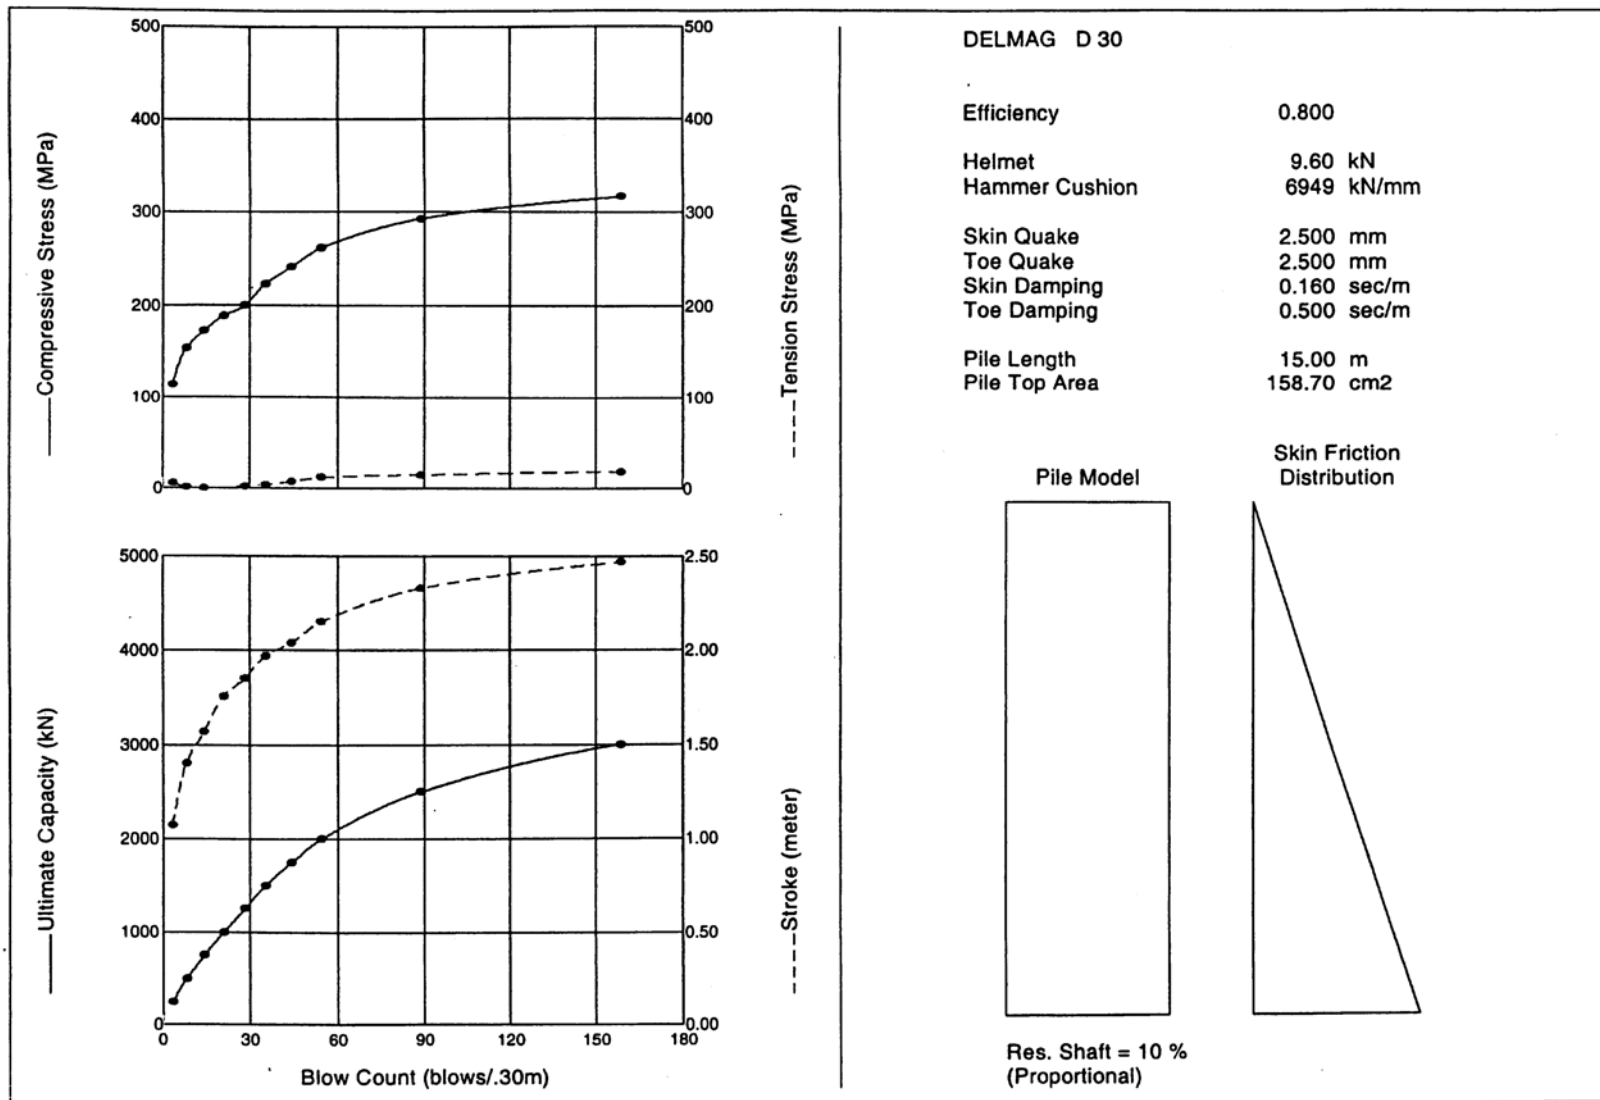 500
400
300
200
100
0
——Compressive Stress (MPa)
500
400
300
200
100
0
----Tension Stress (MPa)
5000
4000
3000
2000
1000
0
——Ultimate Capacity (kN)
2.50
2.00
1.50
1.00
0.50
0.00
----Stroke (meter)
0 30 60 90 120 150 180
Blow Count (blows/.30m)
DELMAG D 30
Efficiency 0.800
Helmet 9.60 kN
Hammer Cushion 6949 kN/mm
Skin Quake 2.500 mm
Toe Quake 2.500 mm
Skin Damping 0.160 sec/m
Toe Damping 0.500 sec/m
Pile Length 15.00 m
Pile Top Area 158.70 cm2
Pile Model
Skin Friction
Distribution
Res. Shaft = 10 %
(Proportional)